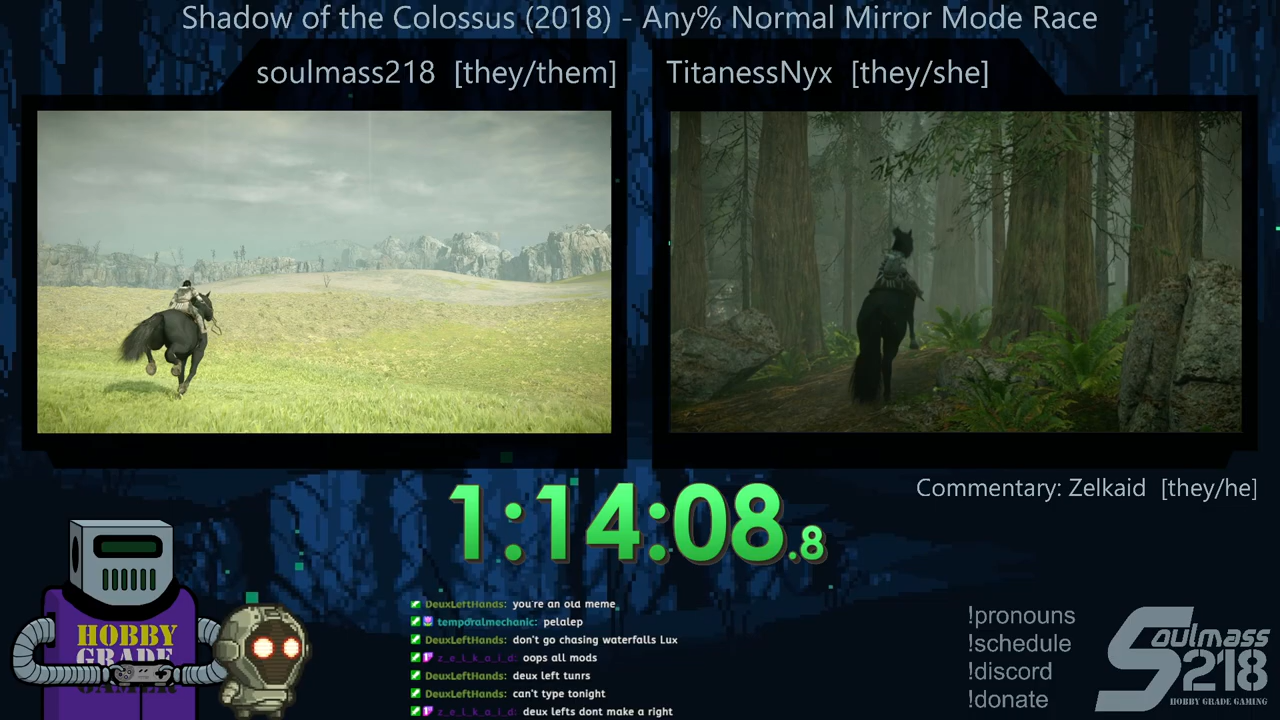 Shadow of the Colossus (2018) - Any% Normal Mirror Mode Race
soulmass218 [they/them]
TitanessNyx [they/she]
Commentary: Zelkaid [they/he]
1:14:08.8
DeuxLeftHands: you're an old meme
temp0ralmechanic: pelalep
DeuxLeftHands: don't go chasing waterfalls Lux
z_e_l_k_a_i_d: oops all mods
DeuxLeftHands: deux left tunrs
DeuxLeftHands: can't type tonight
z_e_l_k_a_i_d: deux lefts dont make a right
HOBBY
GRADE
GAMER
!pronouns
!schedule
!discord
!donate
Soulmass
218
HOBBY GRADE GAMING